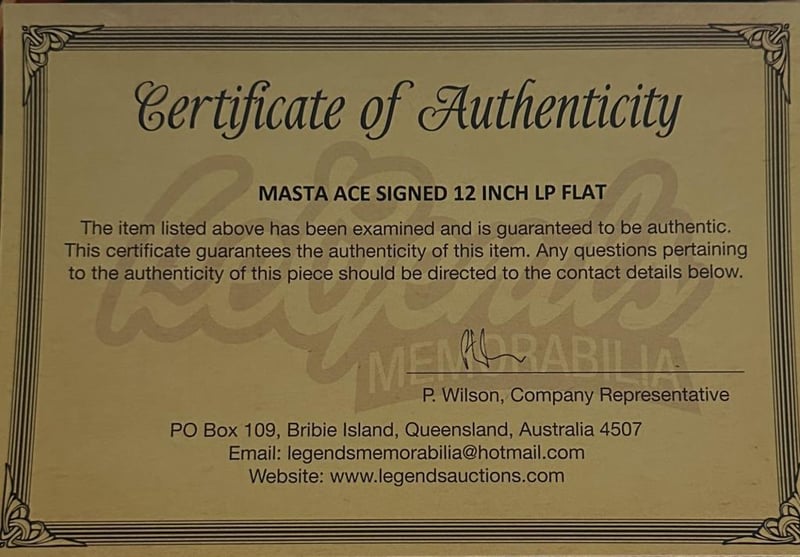 Certificate of Authenticity
Legends
MEMORABILIA
MASTA ACE SIGNED 12 INCH LP FLAT
The item listed above has been examined and is guaranteed to be authentic.
This certificate guarantees the authenticity of this item. Any questions pertaining
to the authenticity of this piece should be directed to the contact details below.
P. Wilson, Company Representative
PO Box 109, Bribie Island, Queensland, Australia 4507
Email: legendsmemorabilia@hotmail.com
Website: www.legendsauctions.com